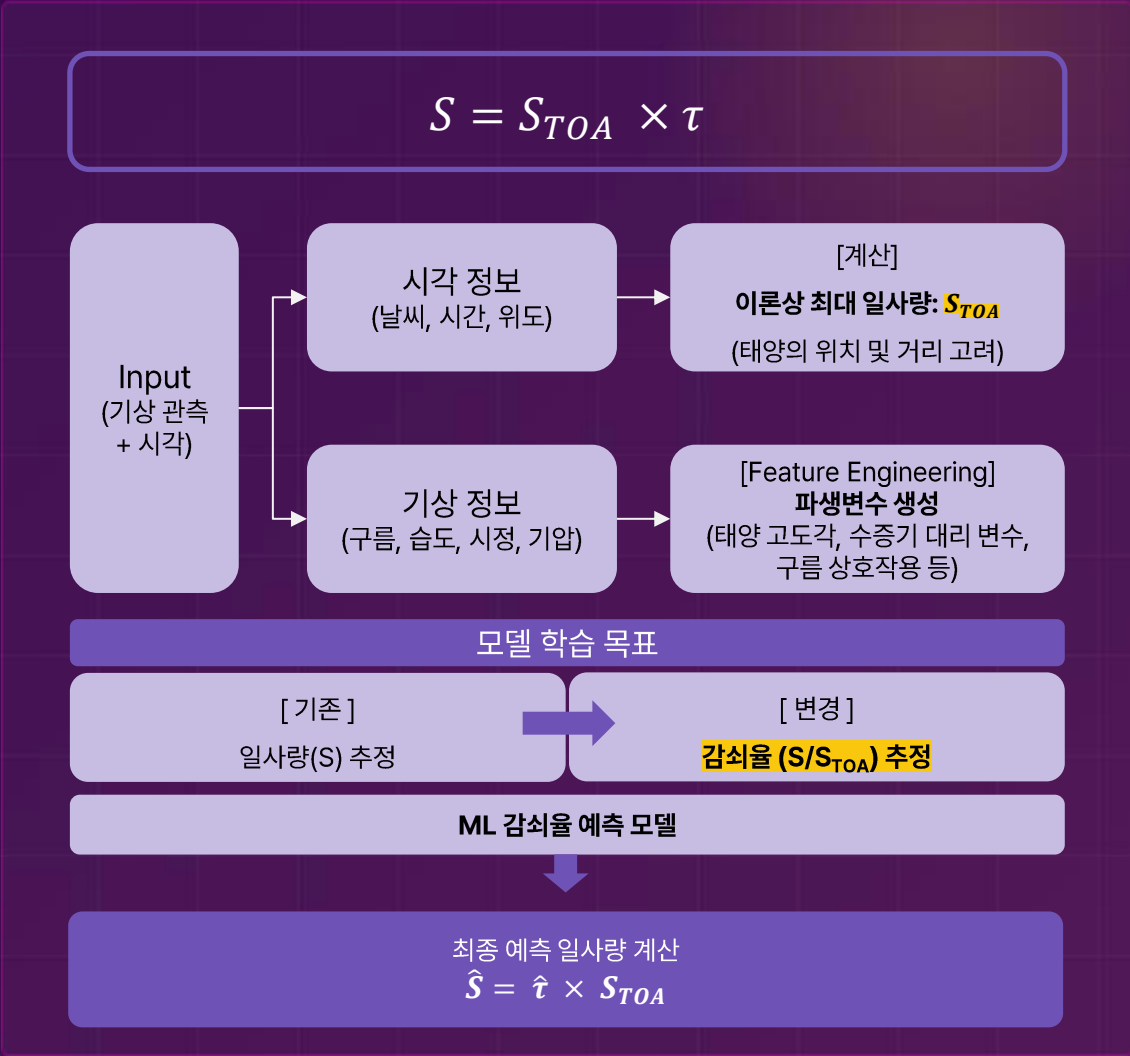 S = S_TOA × τ
Input
(기상 관측
+ 시각)
시각 정보
(날씨, 시간, 위도)
[계산]
이론상 최대 일사량: S_TOA
(태양의 위치 및 거리 고려)
기상 정보
(구름, 습도, 시정, 기압)
[Feature Engineering]
파생변수 생성
(태양 고도각, 수증기 대리 변수,
구름 상호작용 등)
모델 학습 목표
[ 기존 ]
일사량(S) 추정
[ 변경 ]
감쇠율 (S/S_TOA) 추정
ML 감쇠율 예측 모델
최종 예측 일사량 계산
Ŝ = τ̂ × S_TOA